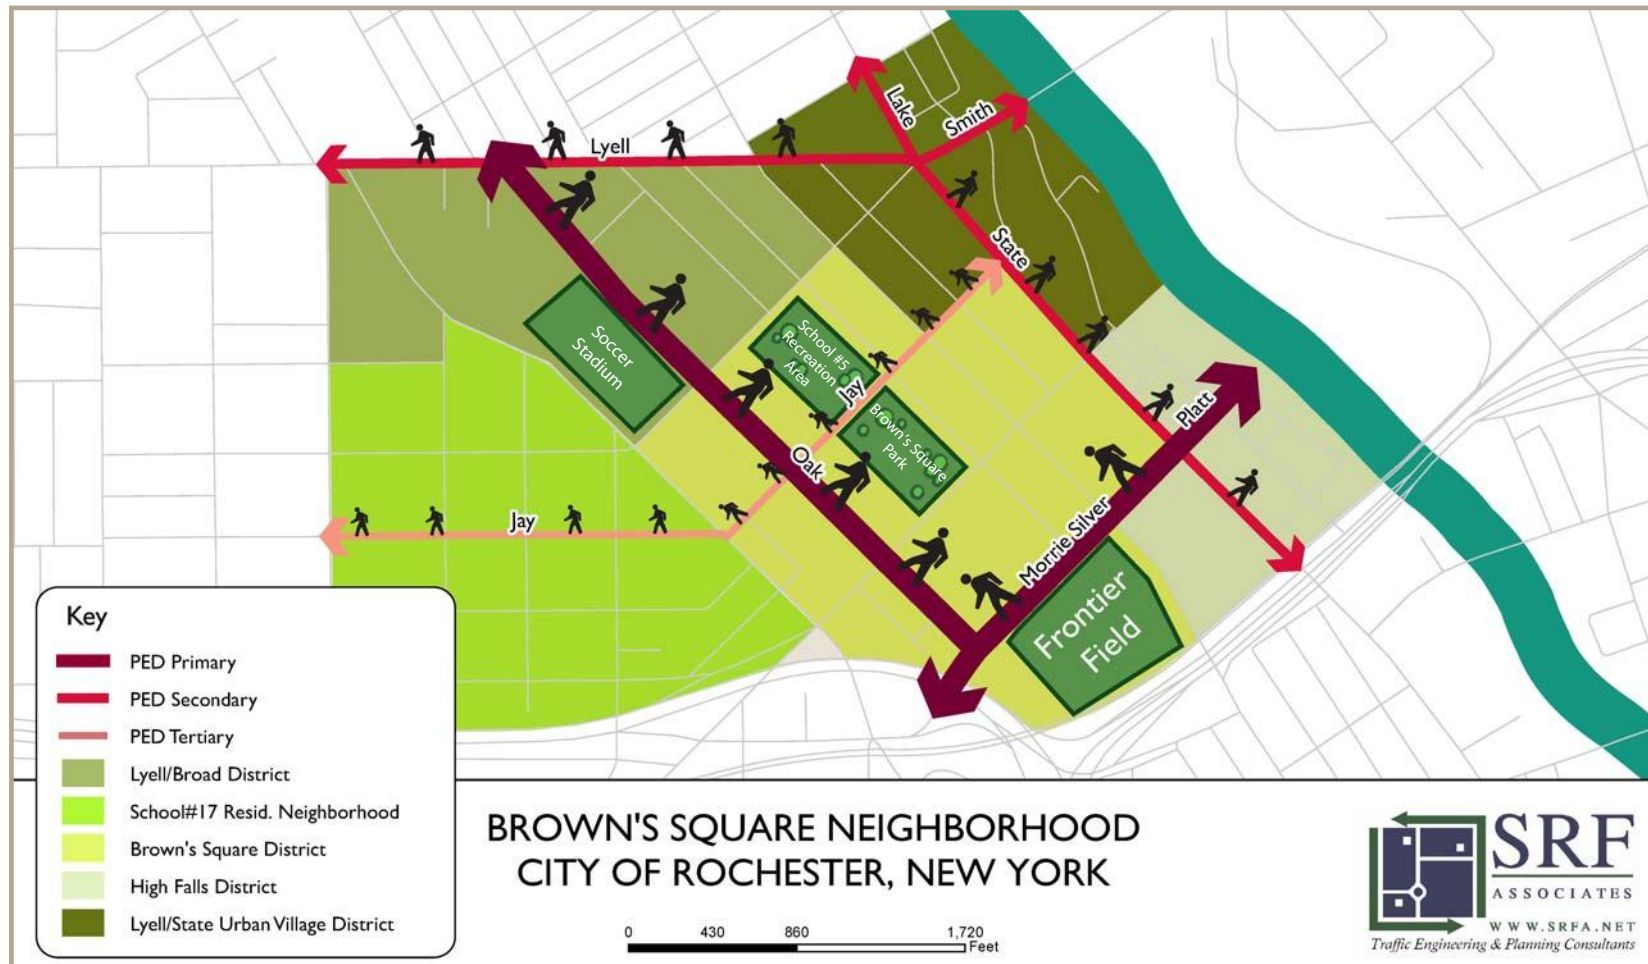 Lake
Smith
Lyell
State
Soccer
Stadium
School #5
Recreation
Area
Jay
Brown's Square
Park
Platt
Oak
Jay
Morrie Silver
Frontier
Field
Key
PED Primary
PED Secondary
PED Tertiary
Lyell/Broad District
School#17 Resid. Neighborhood
Brown's Square District
High Falls District
Lyell/State Urban Village District
BROWN'S SQUARE NEIGHBORHOOD
CITY OF ROCHESTER, NEW YORK
0 430 860 1,720
Feet
SRF
ASSOCIATES
WWW.SRFA.NET
Traffic Engineering & Planning Consultants